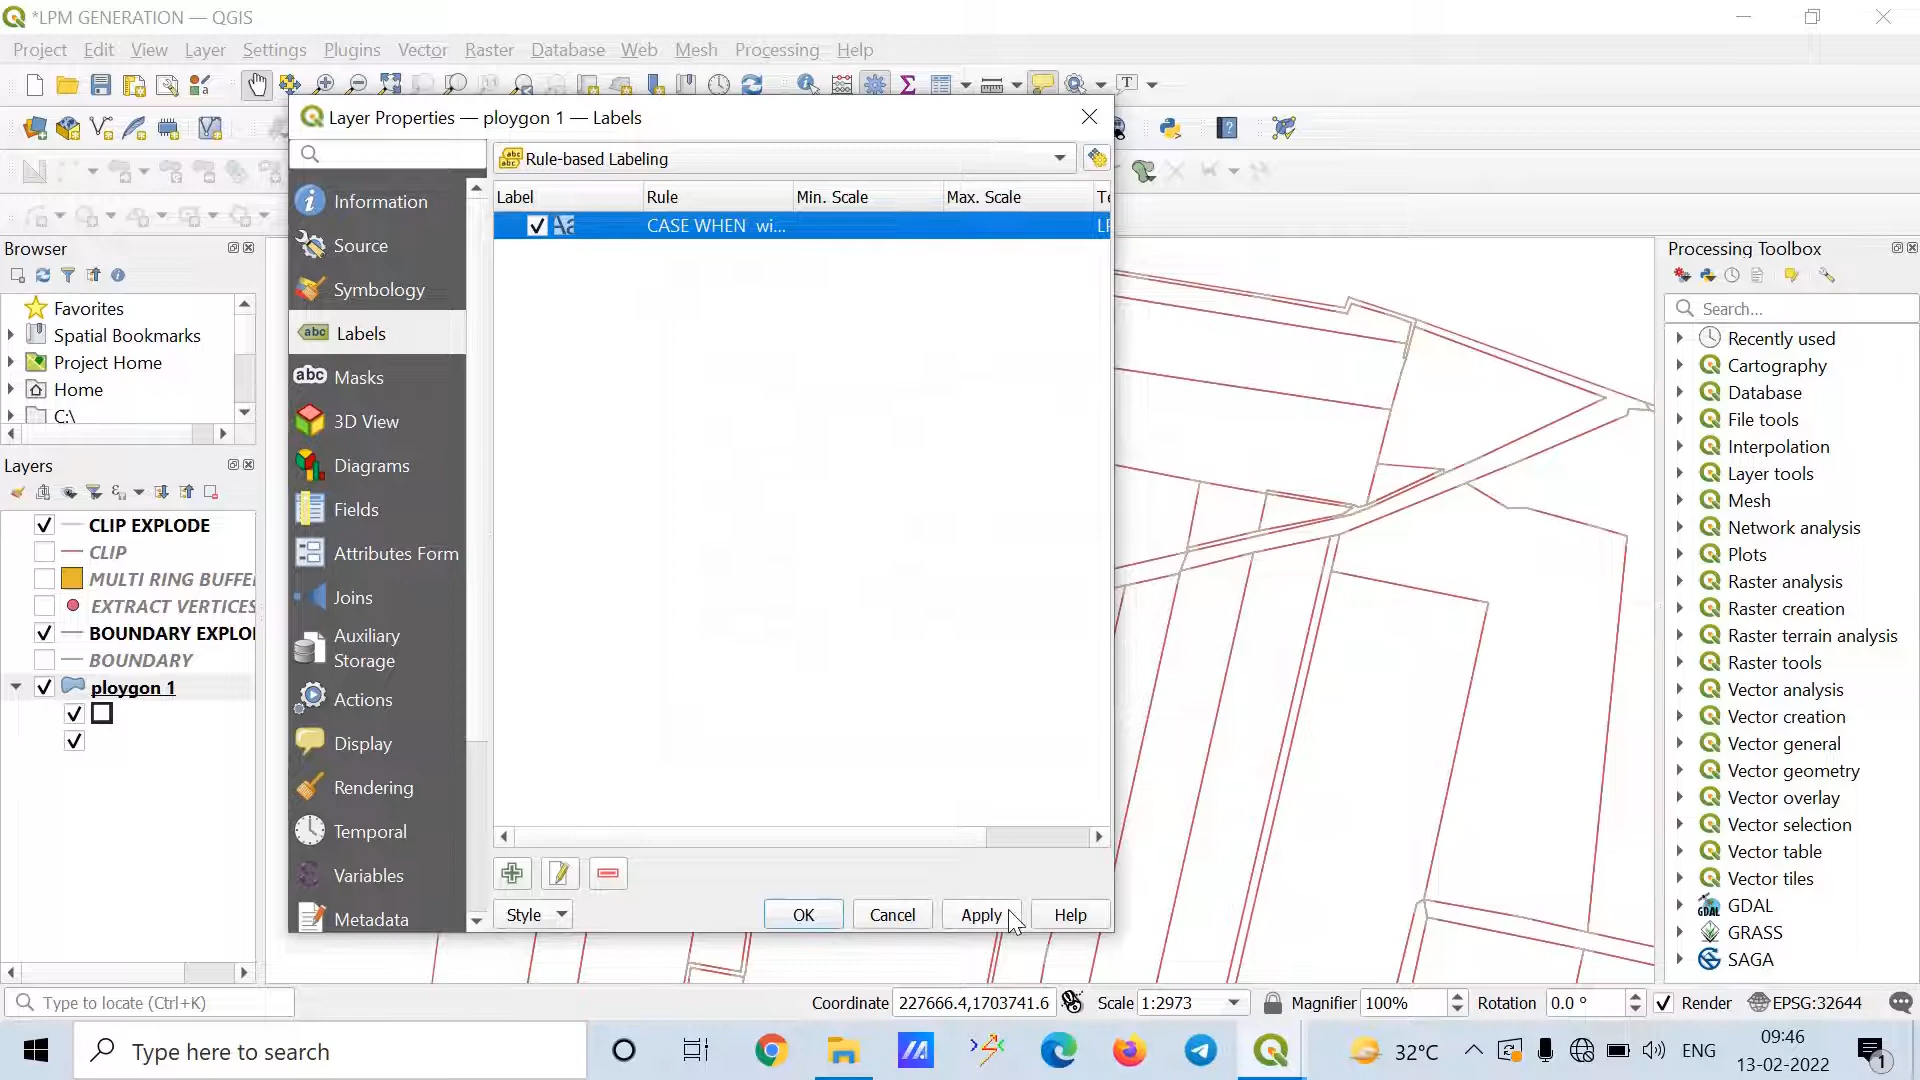 *LPM GENERATION — QGIS
Project Edit View Layer Settings Plugins Vector Raster Database Web Mesh Processing Help
Layer Properties — ploygon 1 — Labels
Rule-based Labeling
Information
Source
Symbology
Labels
Masks
3D View
Diagrams
Fields
Attributes Form
Joins
Auxiliary
Storage
Actions
Display
Rendering
Temporal
Variables
Metadata
Label Rule Min. Scale Max. Scale Te
CASE WHEN wi... LP
Style OK Cancel Apply Help
Browser
Favorites
Spatial Bookmarks
Project Home
Home
C:\
Layers
CLIP EXPLODE
CLIP
MULTI RING BUFFE
EXTRACT VERTICES
BOUNDARY EXPLO
BOUNDARY
ploygon 1
Processing Toolbox
Search...
Recently used
Cartography
Database
File tools
Interpolation
Layer tools
Mesh
Network analysis
Plots
Raster analysis
Raster creation
Raster terrain analysis
Raster tools
Vector analysis
Vector creation
Vector general
Vector geometry
Vector overlay
Vector selection
Vector table
Vector tiles
GDAL
GRASS
SAGA
Type to locate (Ctrl+K) Coordinate 227666.4,1703741.6 Scale 1:2973 Magnifier 100% Rotation 0.0 ° Render EPSG:32644
Type here to search 32°C ENG 09:46
13-02-2022
1